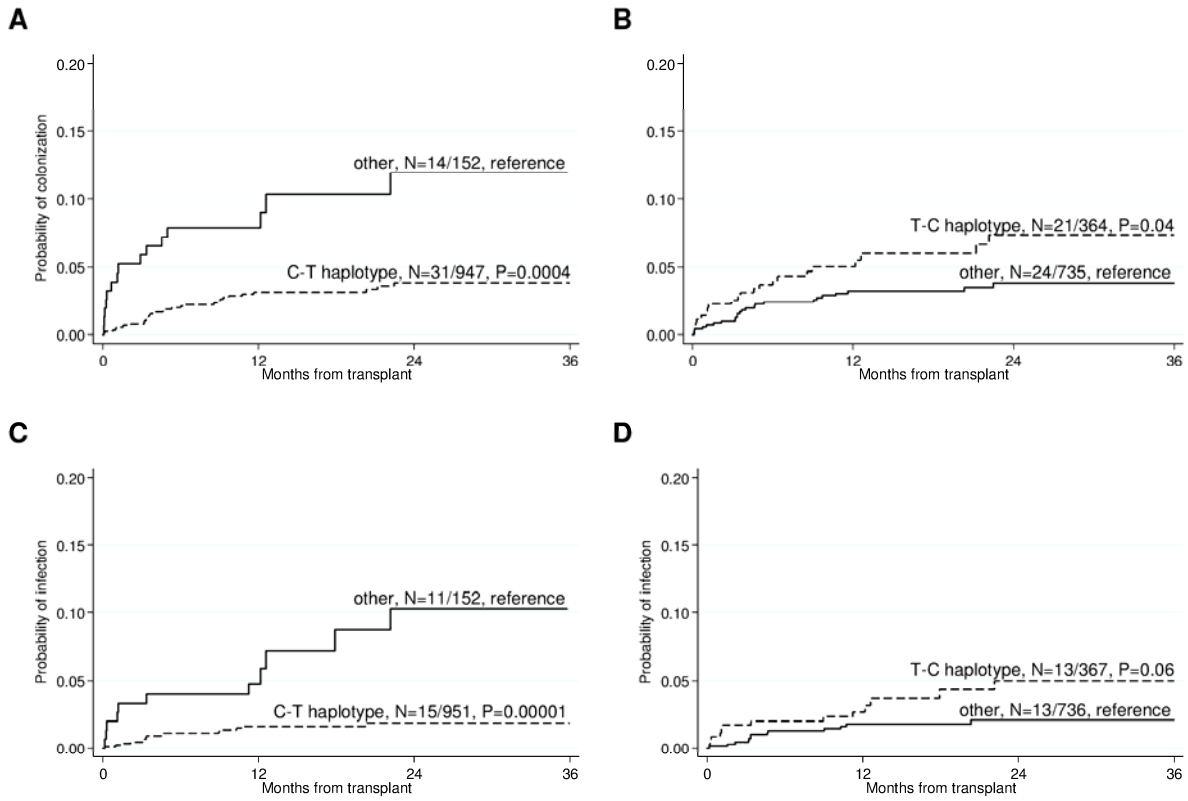 A
Probability of colonization
0.20
0.15
0.10
0.05
0.00
other, N=14/152, reference
C-T haplotype, N=31/947, P=0.0004
0 12 24 36
Months from transplant
B
0.20
0.15
0.10
0.05
0.00
T-C haplotype, N=21/364, P=0.04
other, N=24/735, reference
0 12 24 36
Months from transplant
C
Probability of infection
0.20
0.15
0.10
0.05
0.00
other, N=11/152, reference
C-T haplotype, N=15/951, P=0.00001
0 12 24 36
Months from transplant
D
Probability of infection
0.20
0.15
0.10
0.05
0.00
T-C haplotype, N=13/367, P=0.06
other, N=13/736, reference
0 12 24 36
Months from transplant